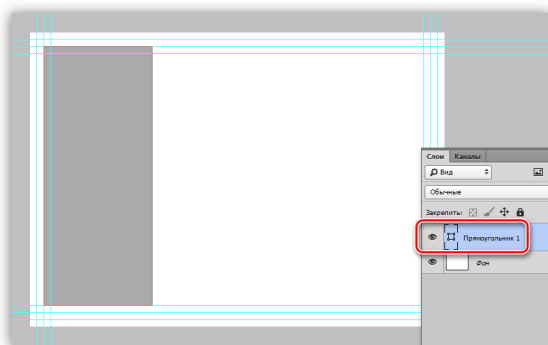 Слои Каналы
Вид
Обычные
Закрепить:
Прямоугольник 1
Фон